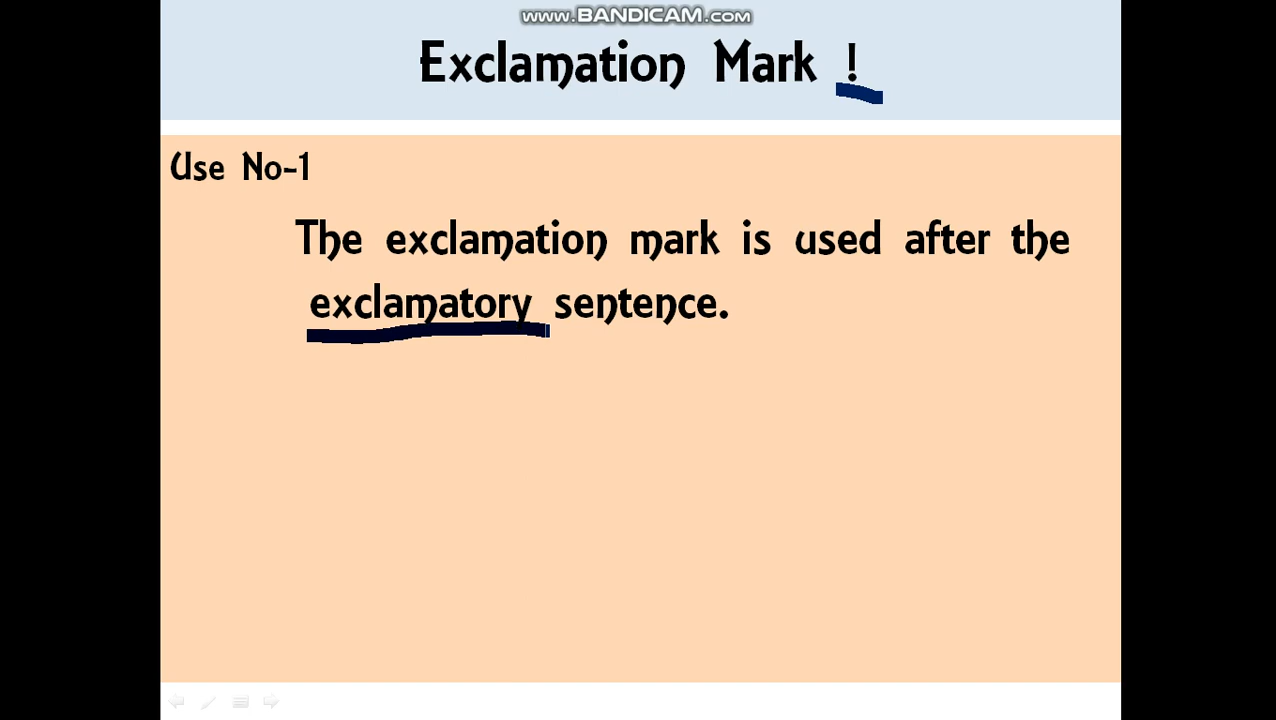 www.BANDICAM.com
Exclamation Mark !
Use No-1
The exclamation mark is used after the
exclamatory sentence.